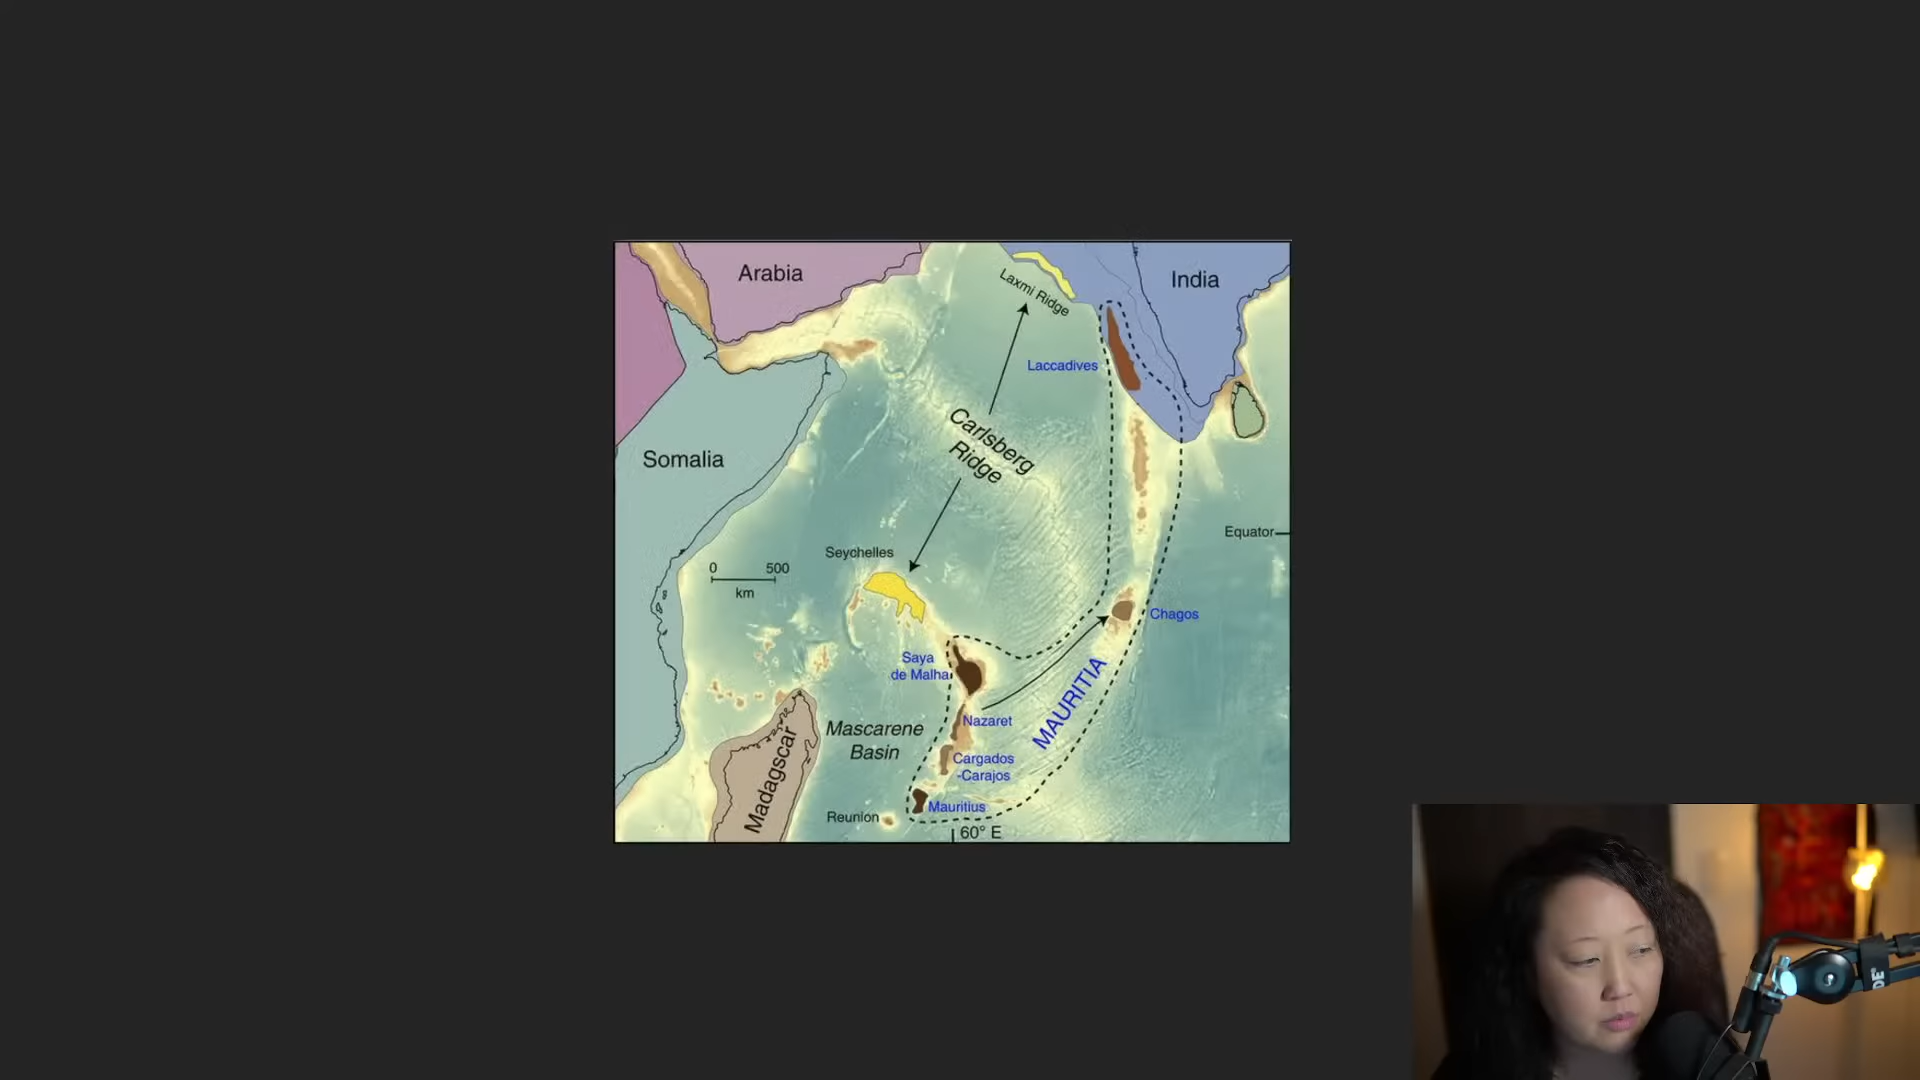 Arabia
India
Laxmi Ridge
Laccadives
Carlsberg
Ridge
Somalia
Equator
Seychelles
0 500
km
Chagos
Saya
de Malha
MAURITIA
Nazaret
Mascarene
Basin
Cargados
-Carajos
Madagscar
Mauritius
Reunion
60° E